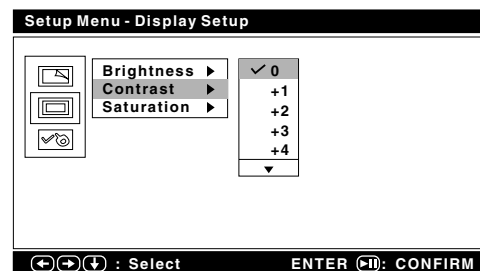 Setup Menu - Display Setup
Brightness
Contrast
Saturation
0
+1
+2
+3
+4
: Select ENTER : CONFIRM